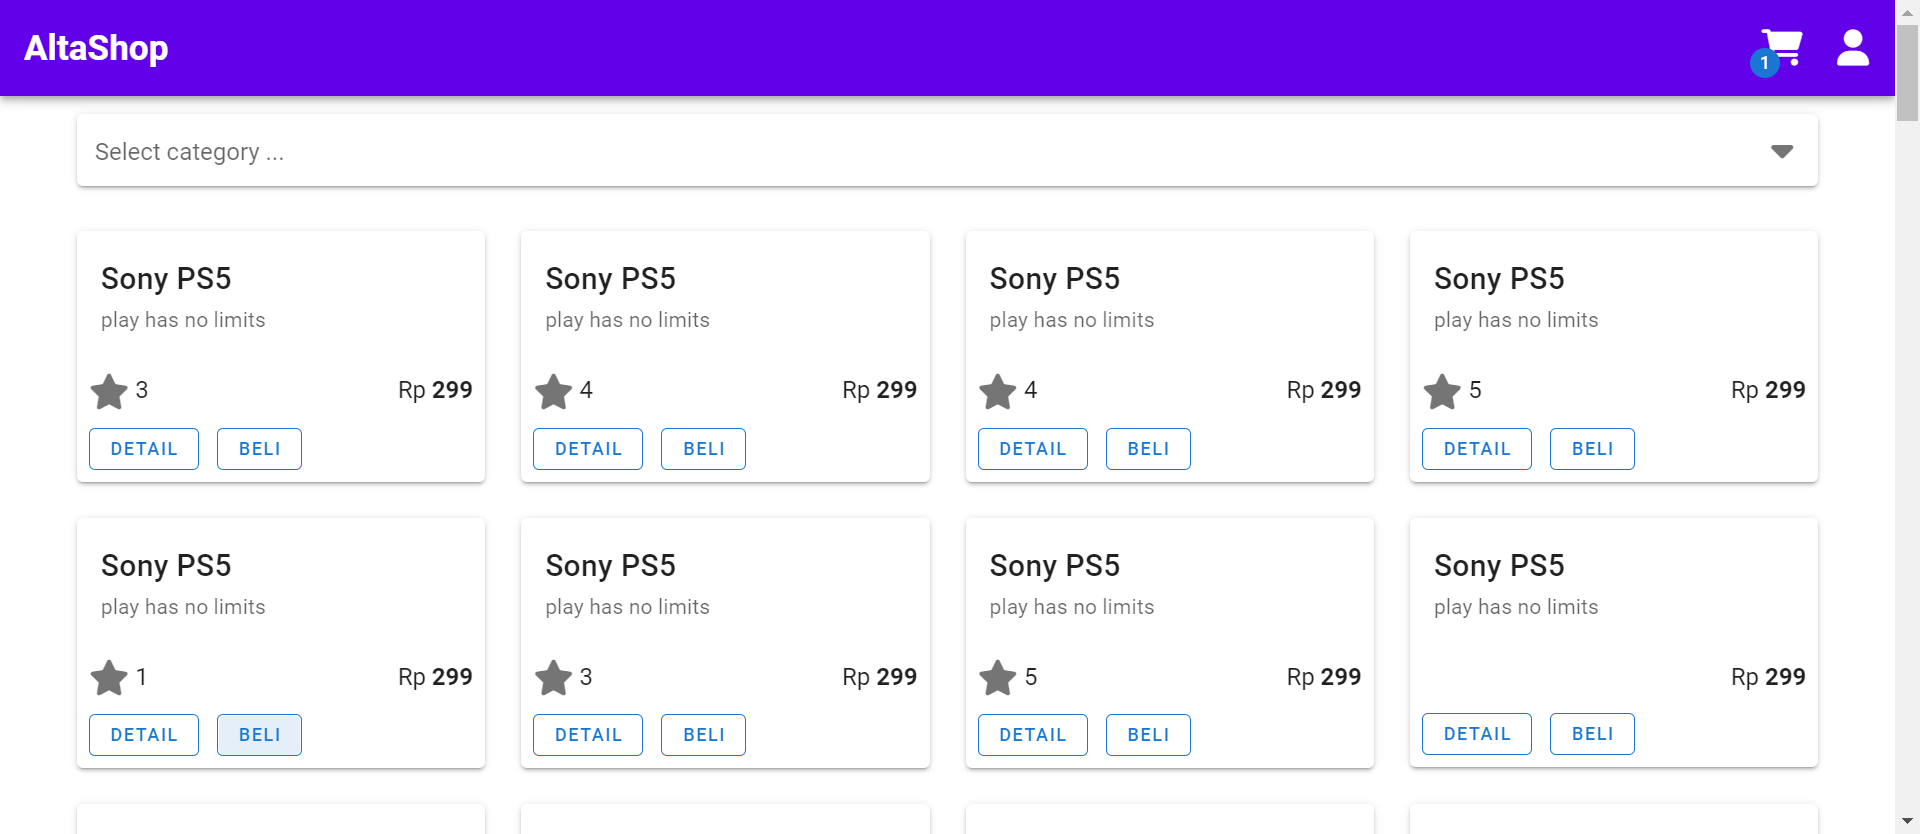 AltaShop
1
Select category ...
Sony PS5
play has no limits
3
Rp 299
DETAIL
BELI
Sony PS5
play has no limits
4
Rp 299
DETAIL
BELI
Sony PS5
play has no limits
4
Rp 299
DETAIL
BELI
Sony PS5
play has no limits
5
Rp 299
DETAIL
BELI
Sony PS5
play has no limits
1
Rp 299
DETAIL
BELI
Sony PS5
play has no limits
3
Rp 299
DETAIL
BELI
Sony PS5
play has no limits
5
Rp 299
DETAIL
BELI
Sony PS5
play has no limits
Rp 299
DETAIL
BELI